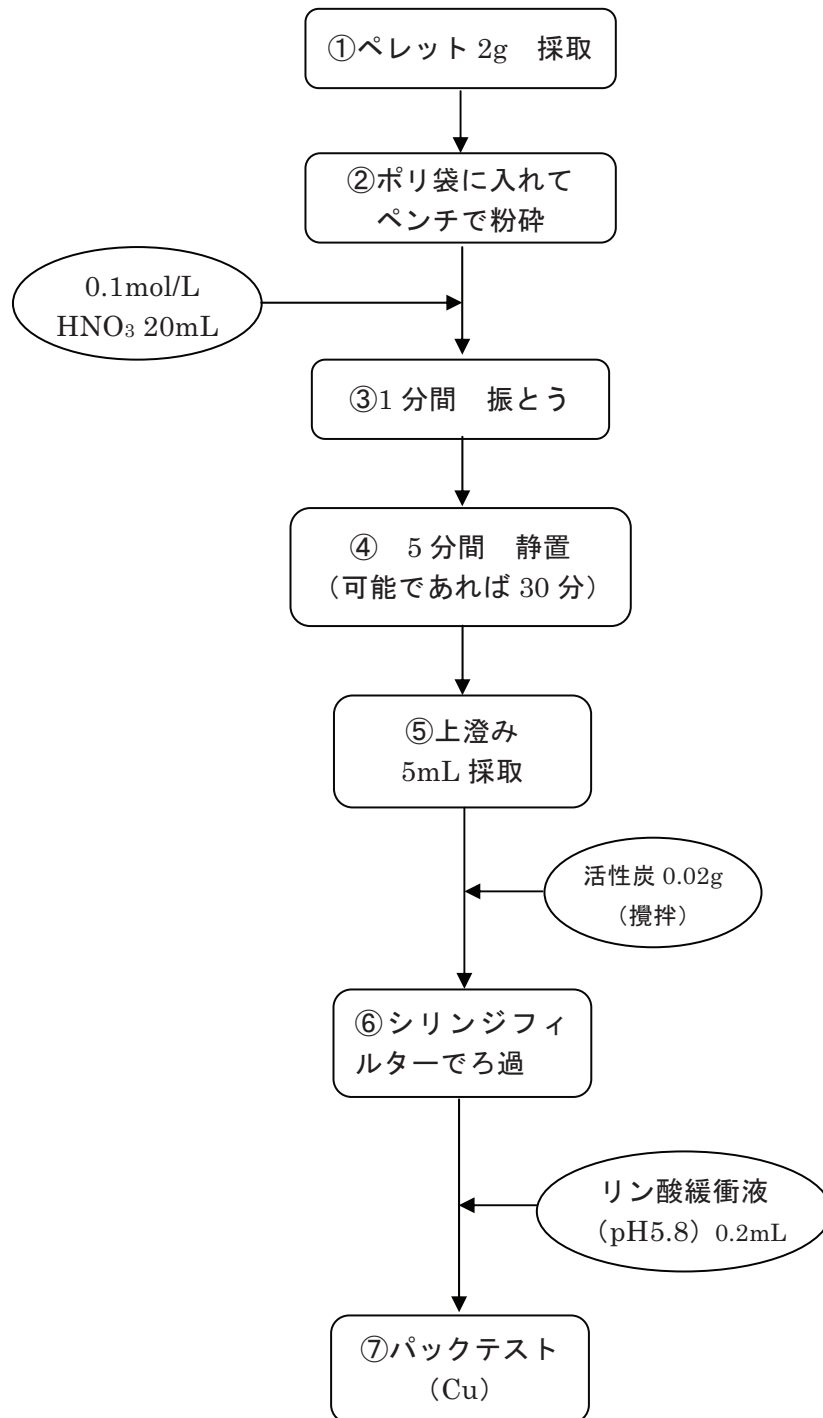 ①ペレット 2g　採取
②ポリ袋に入れて
ペンチで粉砕
0.1mol/L
HNO₃ 20mL
③1 分間　振とう
④　5 分間　静置
（可能であれば 30 分）
⑤上澄み
5mL 採取
活性炭 0.02g
（攪拌）
⑥シリンジフィ
ルターでろ過
リン酸緩衝液
（pH5.8）0.2mL
⑦パックテスト
（Cu）